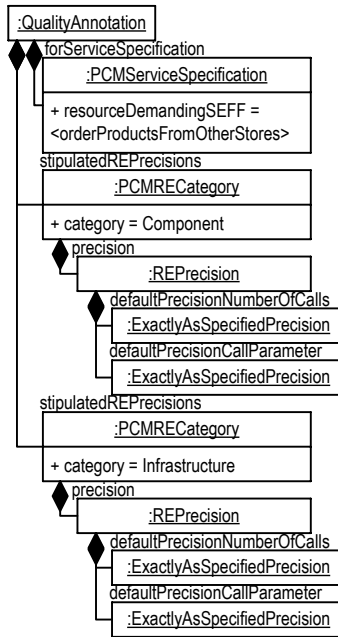 :QualityAnnotation
forServiceSpecification
:PCMServiceSpecification
+ resourceDemandingSEFF =
<orderProductsFromOtherStores>
stipulatedREPrecisions
:PCMRECategory
+ category = Component
precision
:REPrecision
defaultPrecisionNumberOfCalls
:ExactlyAsSpecifiedPrecision
defaultPrecisionCallParameter
:ExactlyAsSpecifiedPrecision
stipulatedREPrecisions
:PCMRECategory
+ category = Infrastructure
precision
:REPrecision
defaultPrecisionNumberOfCalls
:ExactlyAsSpecifiedPrecision
defaultPrecisionCallParameter
:ExactlyAsSpecifiedPrecision